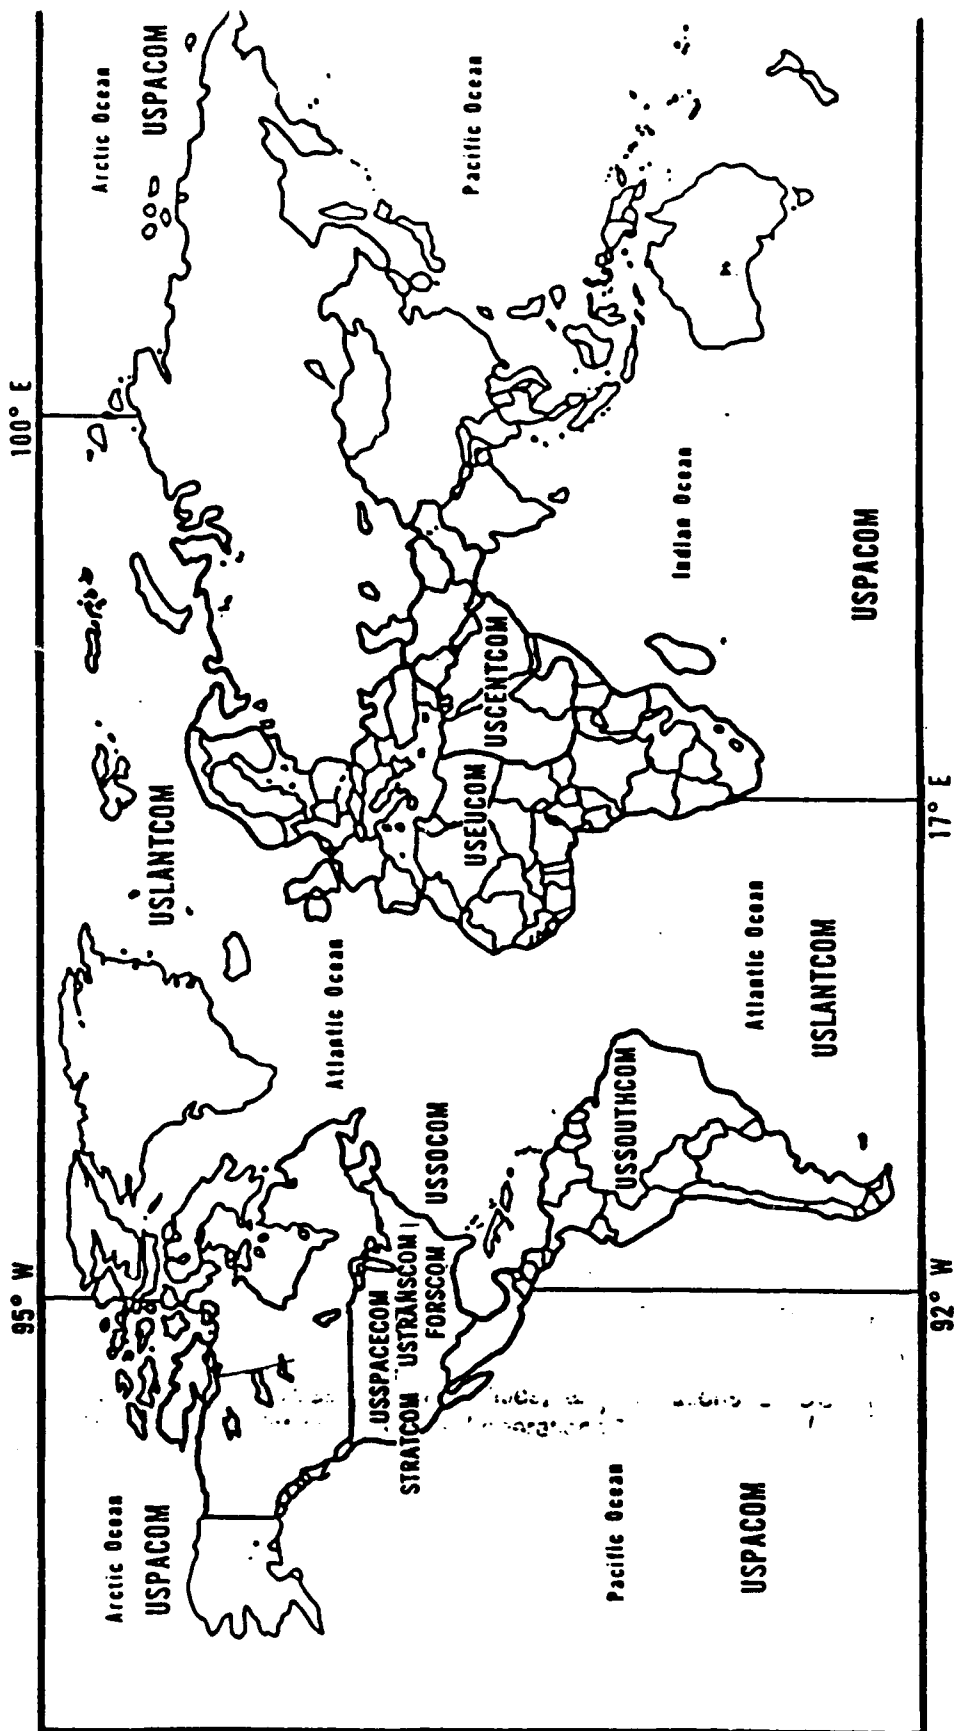 95° W
100° E
Arctic Ocean
USPACOM
Arctic Ocean
USPACOM
USLANTCOM
Atlantic Ocean
Pacific Ocean
USSPACECOM
STRATCOM USTRANSCOM
FORSCOM
USSOCOM
USEUCOM
USCENTCOM
USSOUTHCOM
Pacific Ocean
USPACOM
Atlantic Ocean
USLANTCOM
Indian Ocean
USPACOM
92° W
17° E